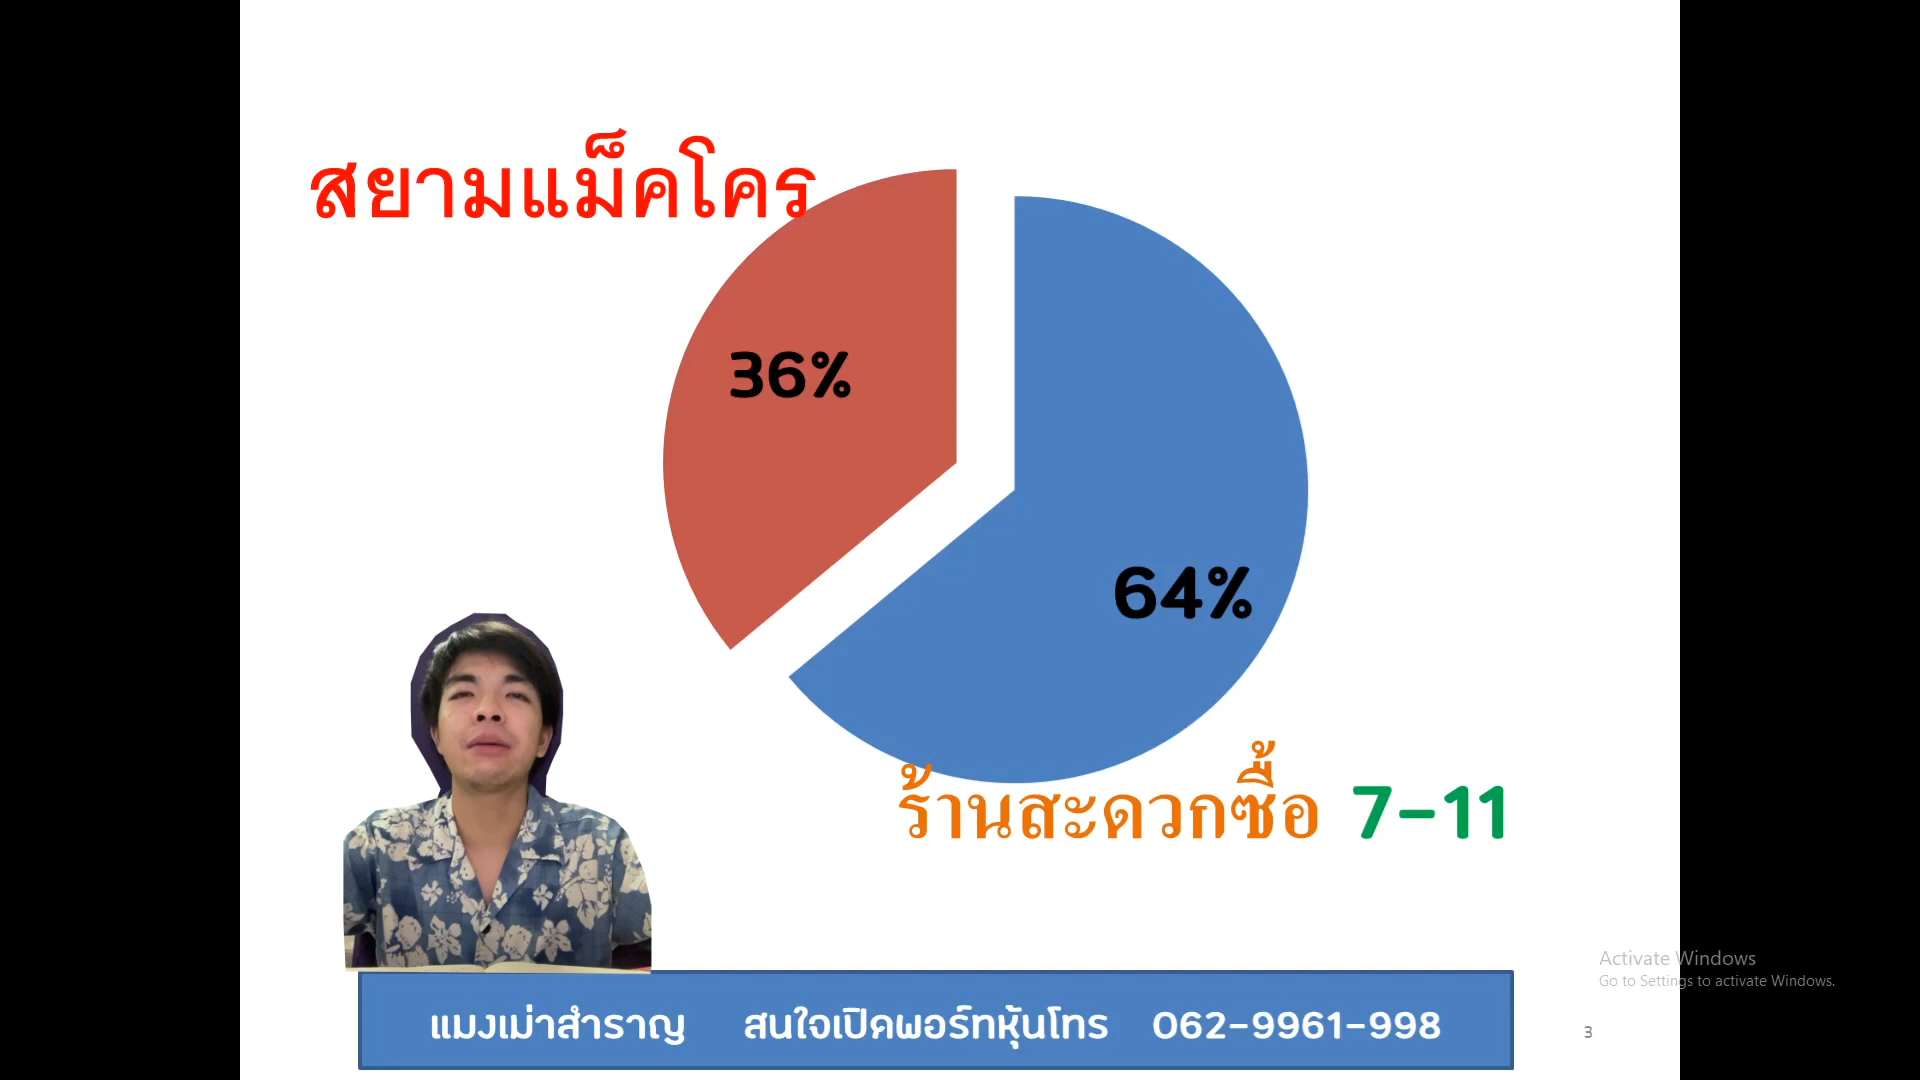 สยามแม็คโคร
36%
64%
ร้านสะดวกซื้อ 7-11
แมงเม่าสำราญ สนใจเปิดพอร์ทหุ้นโทร 062-9961-998
3
Activate Windows
Go to Settings to activate Windows.